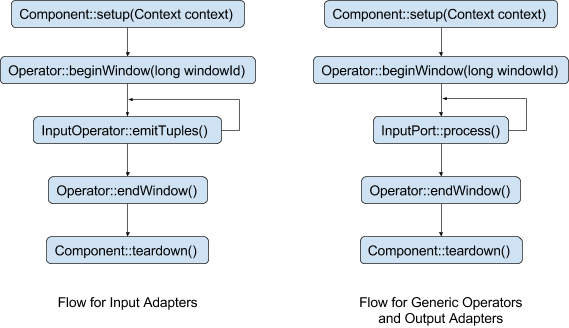 Component::setup(Context context)
Operator::beginWindow(long windowId)
InputOperator::emitTuples()
Operator::endWindow()
Component::teardown()
Flow for Input Adapters
Component::setup(Context context)
Operator::beginWindow(long windowId)
InputPort::process()
Operator::endWindow()
Component::teardown()
Flow for Generic Operators
and Output Adapters